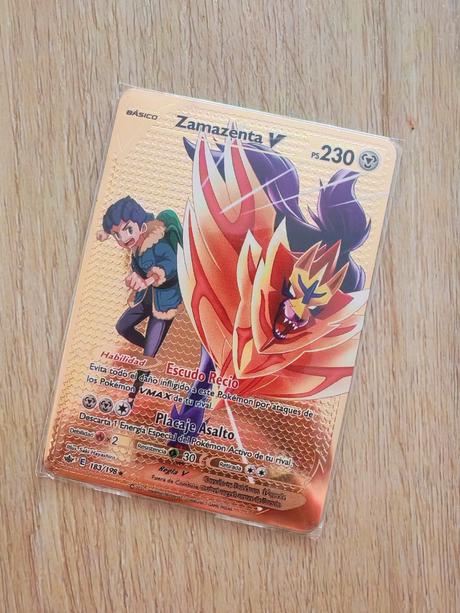 BÁSICO
Zamazenta V
PS 230
Habilidad
Escudo Recio
Evita todo el daño infligido a este Pokémon por ataques de
los Pokémon VMAX de tu rival.
Placaje Asalto
Descarta 1 Energía Especial del Pokémon Activo de tu rival.
Debilidad 2
Resistencia 30
Retirada
E 183/198
Regla V